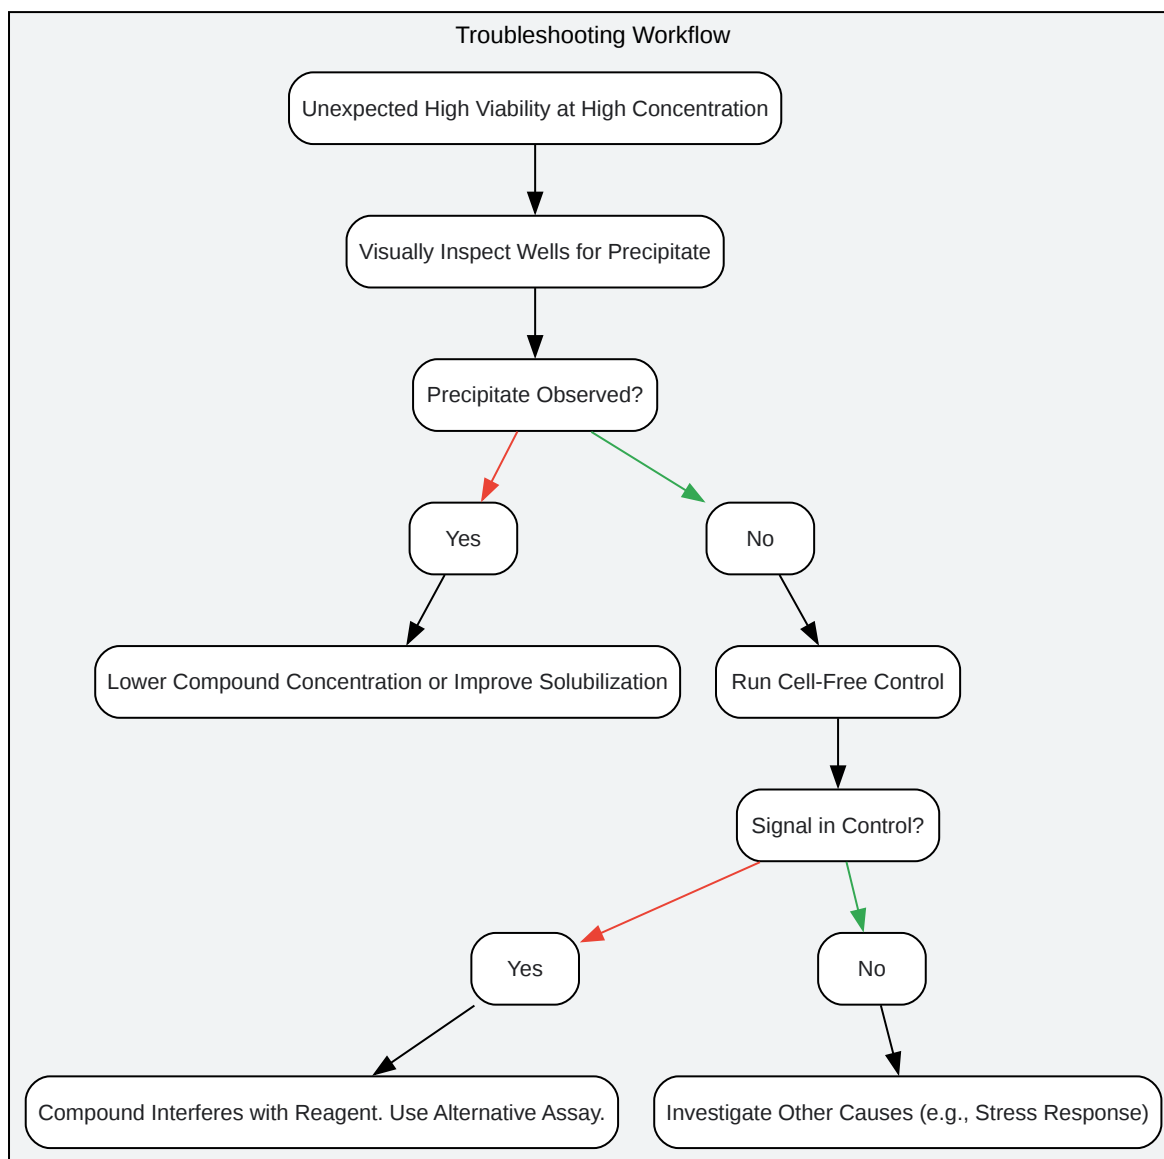 Troubleshooting Workflow
Unexpected High Viability at High Concentration
Visually Inspect Wells for Precipitate
Precipitate Observed?
Yes
No
Lower Compound Concentration or Improve Solubilization
Run Cell-Free Control
Signal in Control?
Yes
No
Compound Interferes with Reagent. Use Alternative Assay.
Investigate Other Causes (e.g., Stress Response)